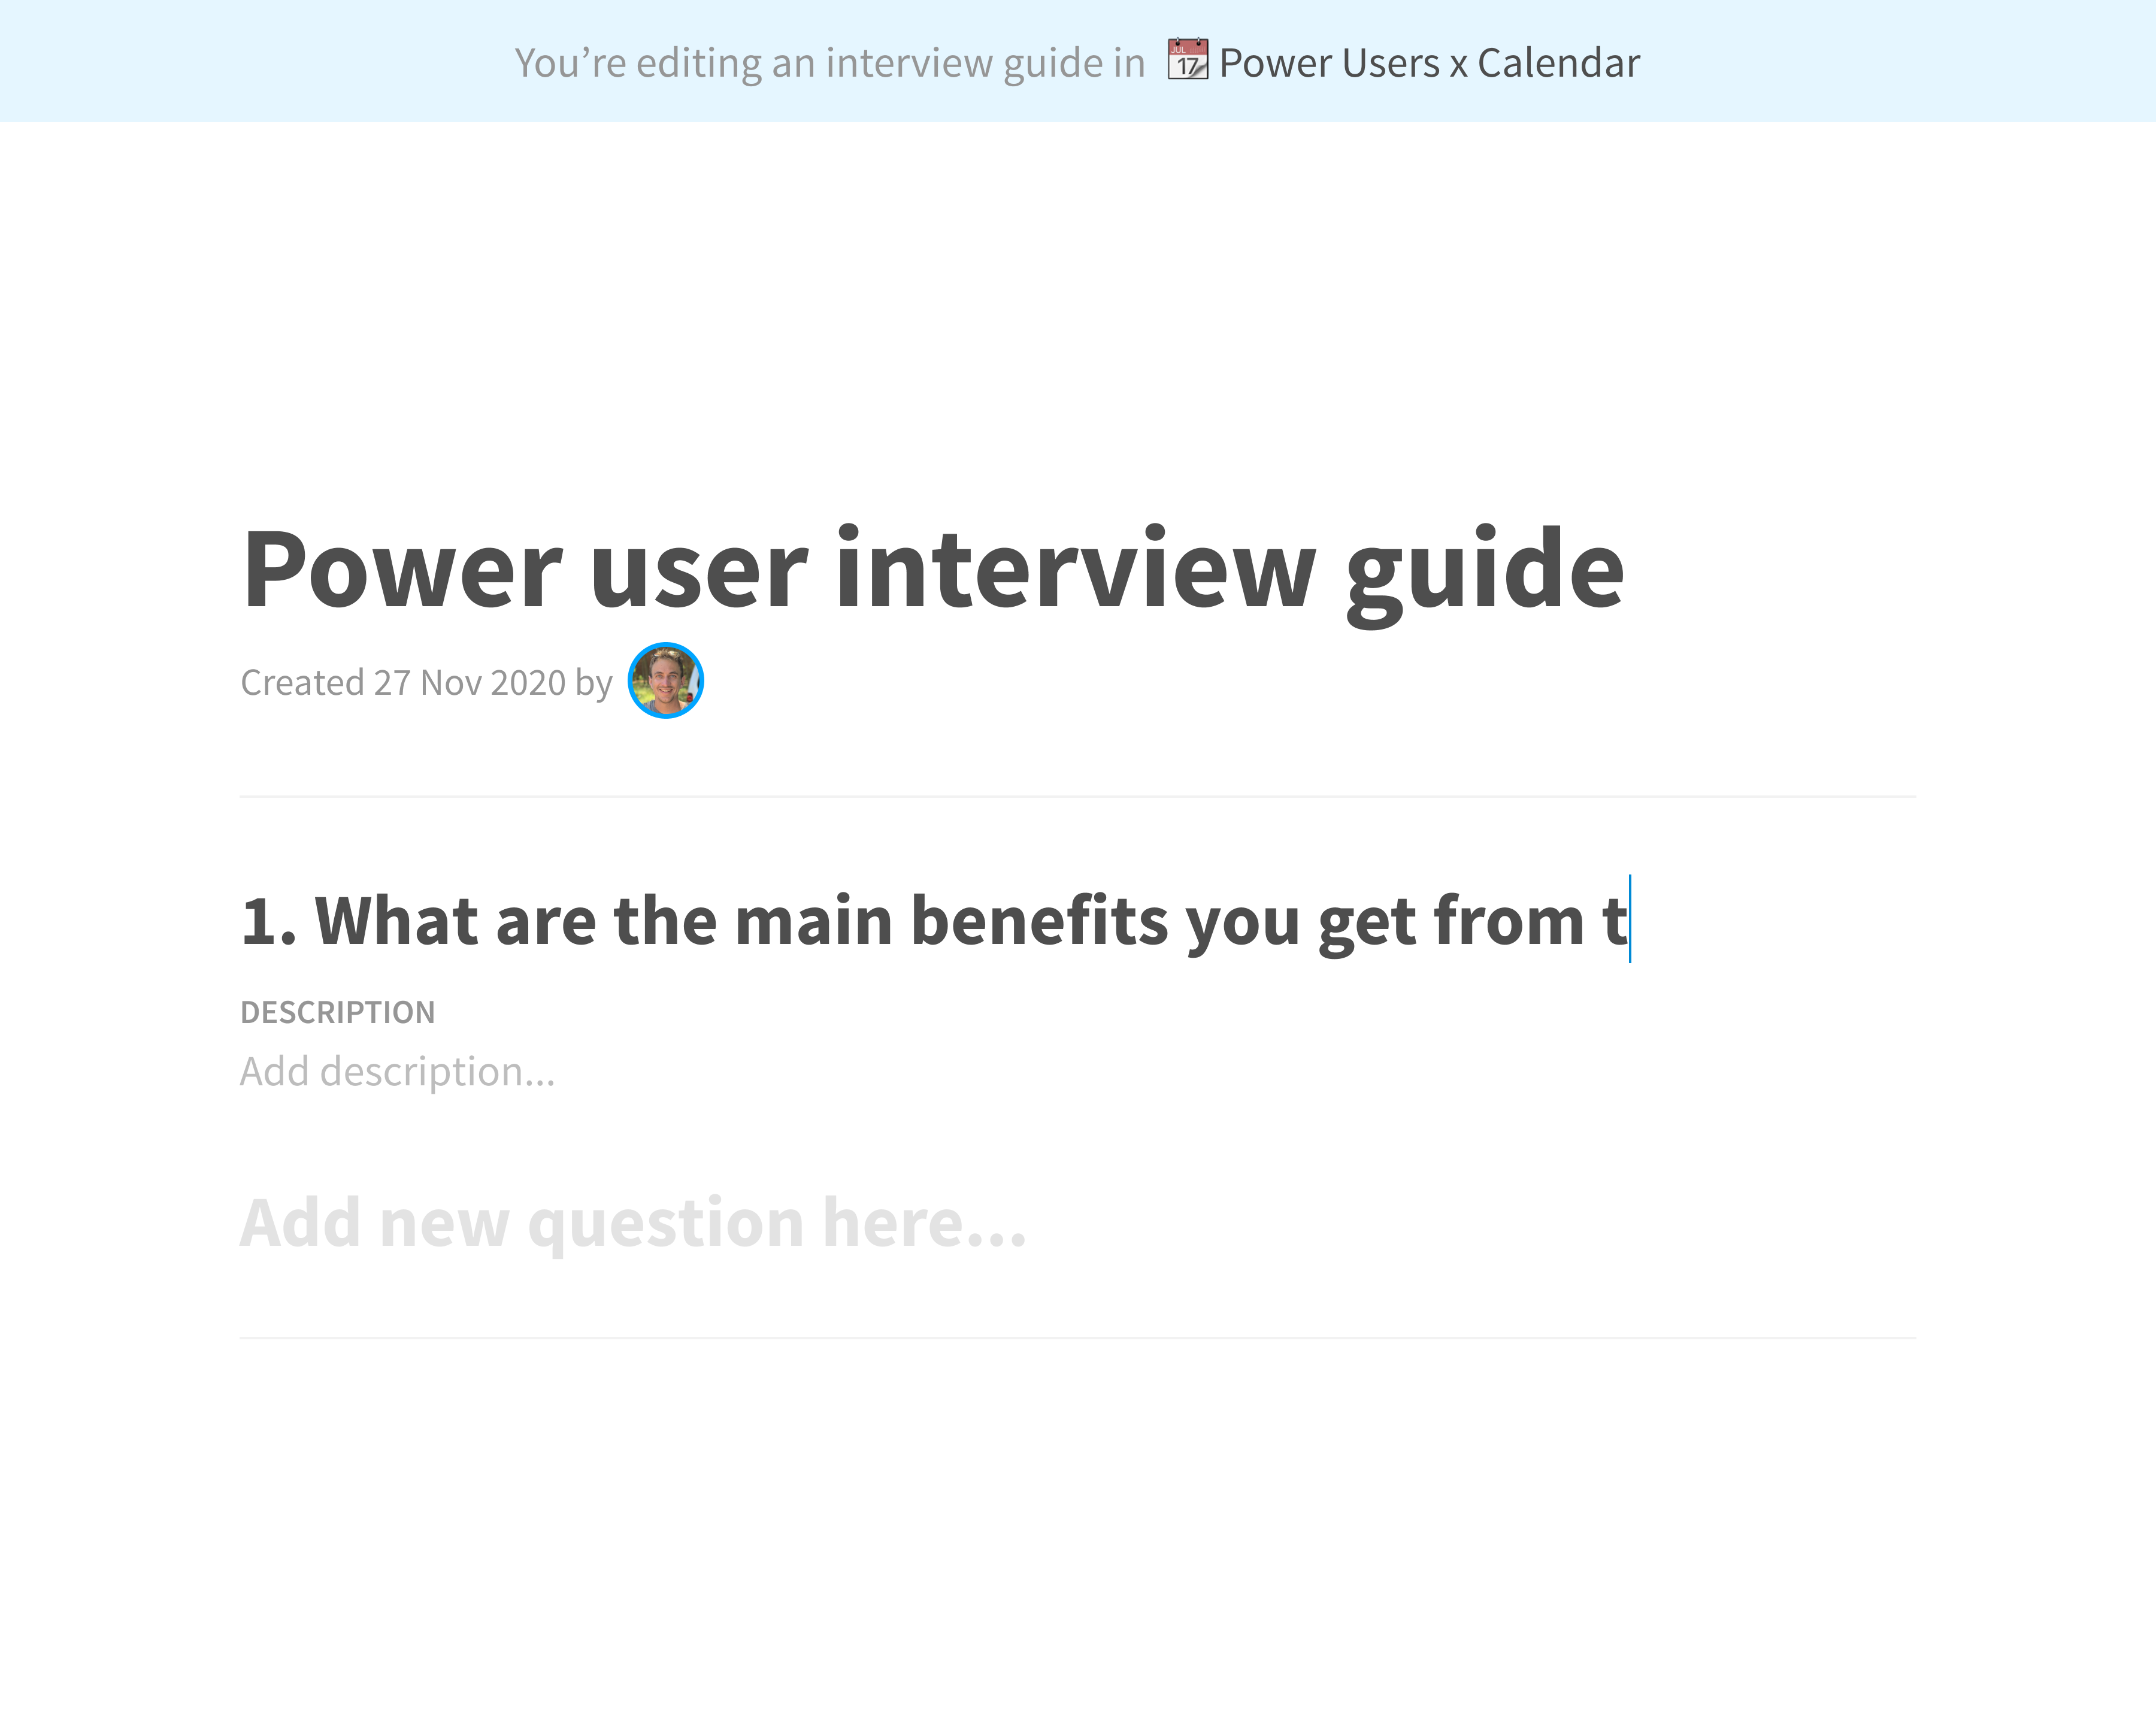 You’re editing an interview guide in 📅 Power Users x Calendar
JUL
17
Power user interview guide
Created 27 Nov 2020 by
1. What are the main benefits you get from t
DESCRIPTION
Add description...
Add new question here...